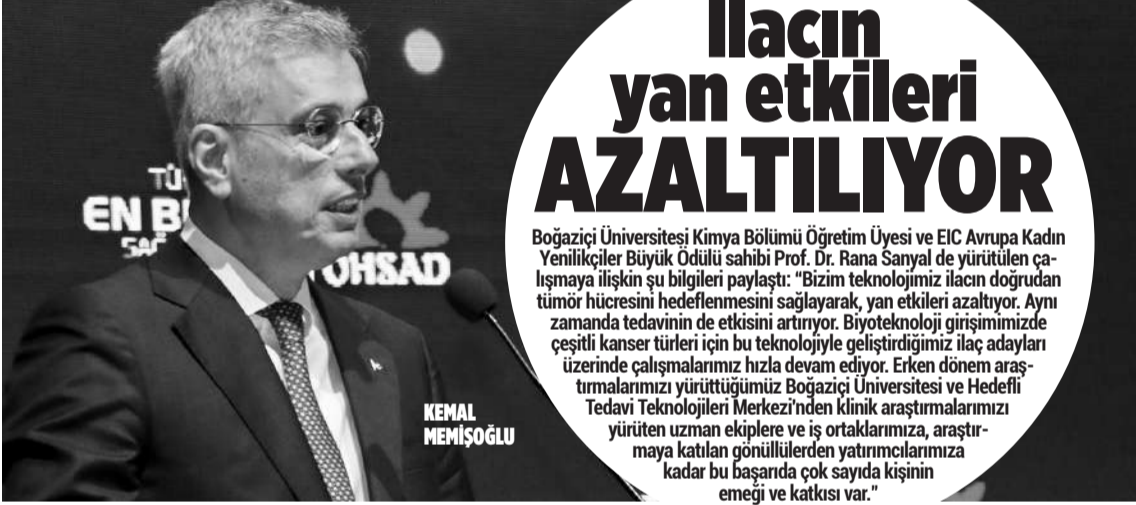 İlacın
yan etkileri
AZALTILIYOR
Boğaziçi Üniversitesi Kimya Bölümü Öğretim Üyesi ve EIC Avrupa Kadın
Yenilikçiler Büyük Ödülü sahibi Prof. Dr. Rana Sanyal de yürütülen ça-
lışmaya ilişkin şu bilgileri paylaştı: “Bizim teknolojimiz ilacın doğrudan
tümör hücresini hedeflenmesini sağlayarak, yan etkileri azaltıyor. Aynı
zamanda tedavinin de etkisini artırıyor. Biyoteknoloji girişimimizde
çeşitli kanser türleri için bu teknolojiyle geliştirdiğimiz ilaç adayları
üzerinde çalışmalarımız hızla devam ediyor. Erken dönem araş-
tırmalarımızı yürüttüğümüz Boğaziçi Üniversitesi ve Hedefli
Tedavi Teknolojileri Merkezi’nden klinik araştırmalarımızı
yürüten uzman ekiplere ve iş ortaklarımıza, araştır-
maya katılan gönüllülerden yatırımcılarımıza
kadar bu başarıda çok sayıda kişinin
emeği ve katkısı var.”
TÜ
EN B
SAĞ
OHSAD
KEMAL
MEMİŞOĞLU